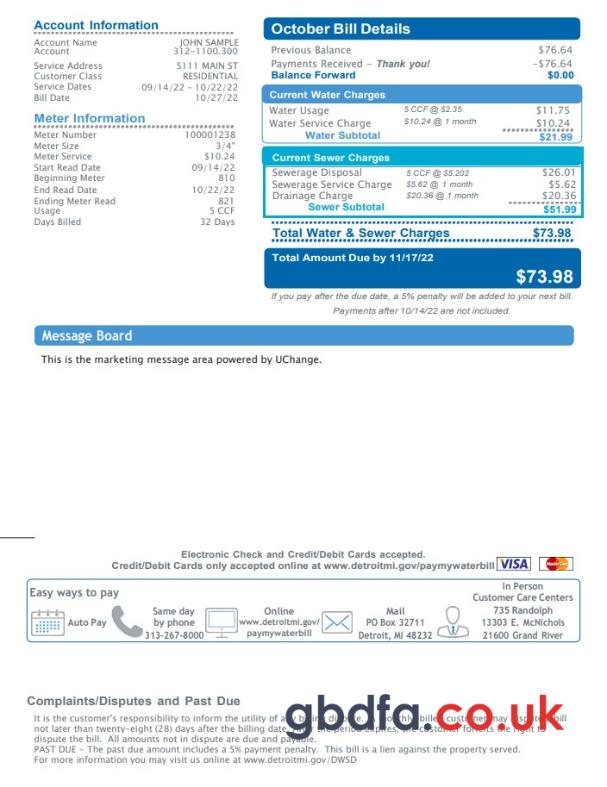 Account Information
Account Name JOHN SAMPLE
Account 312-1100.300
Service Address 5111 MAIN ST
Customer Class RESIDENTIAL
Service Dates 09/14/22 - 10/22/22
Bill Date 10/27/22
Meter Information
Meter Number 100001238
Meter Size 3/4"
Meter Service $10.24
Start Read Date 09/14/22
Beginning Meter 810
End Read Date 10/22/22
Ending Meter Read 821
Usage 5 CCF
Days Billed 32 Days
October Bill Details
Previous Balance $76.64
Payments Received - Thank you! -$76.64
Balance Forward $0.00
Current Water Charges
Water Usage 5 CCF @ $2.35 $11.75
Water Service Charge $10.24 @ 1 month $10.24
Water Subtotal $21.99
Current Sewer Charges
Sewerage Disposal 5 CCF @ $5.202 $26.01
Sewerage Service Charge $5.62 @ 1 month $5.62
Drainage Charge $20.36 @ 1 month $20.36
Sewer Subtotal $51.99
Total Water & Sewer Charges $73.98
Total Amount Due by 11/17/22
$73.98
If you pay after the due date, a 5% penalty will be added to your next bill.
Payments after 10/14/22 are not included.
Message Board
This is the marketing message area powered by UChange.
Electronic Check and Credit/Debit Cards accepted.
Credit/Debit Cards only accepted online at www.detroitmi.gov/paymywaterbill VISA MasterCard
Easy ways to pay
Auto Pay
Same day
by phone
313-267-8000
Online
www.detroitmi.gov/
paymywaterbill
Mail
PO Box 32711
Detroit, MI 48232
In Person
Customer Care Centers
735 Randolph
13303 E. McNichols
21600 Grand River
Complaints/Disputes and Past Due
It is the customer's responsibility to inform the utility of any billing dispute. A monthly billed customer may dispute a bill
not later than twenty-eight (28) days after the billing date. After the period expires, the customer forfeits the right to
dispute the bill. All amounts not in dispute are due and payable.
PAST DUE - The past due amount includes a 5% payment penalty. This bill is a lien against the property served.
For more information you may visit us online at www.detroitmi.gov/DWSD
gbdfa.co.uk